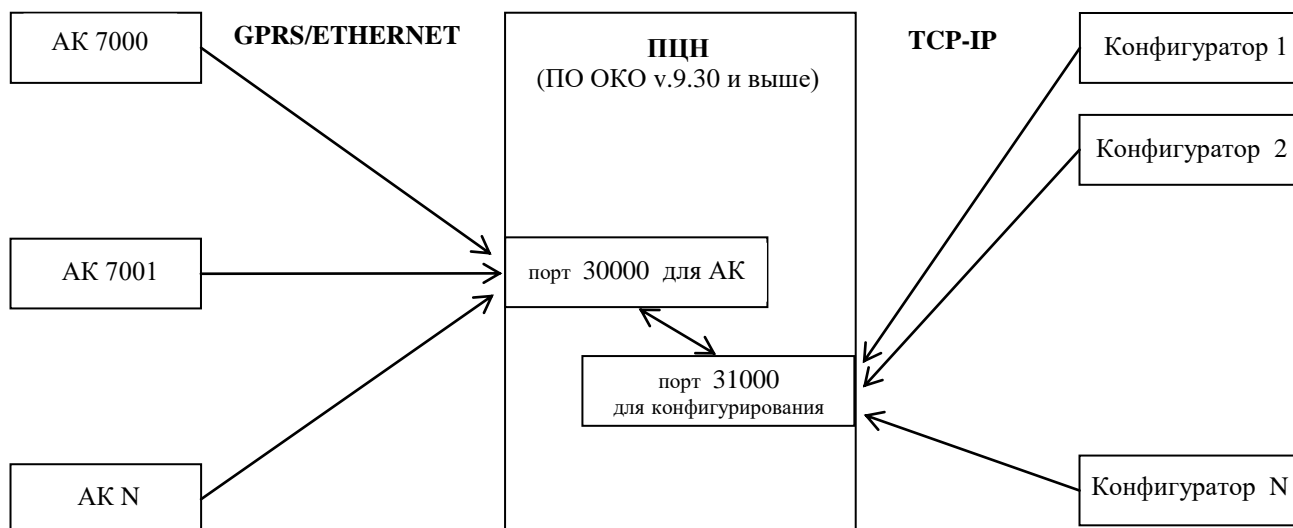 АК 7000
GPRS/ETHERNET
ПЦН
(ПО ОКО v.9.30 и выше)
TCP-IP
Конфигуратор 1
Конфигуратор 2
АК 7001
порт 30000 для АК
порт 31000
для конфигурирования
АК N
Конфигуратор N